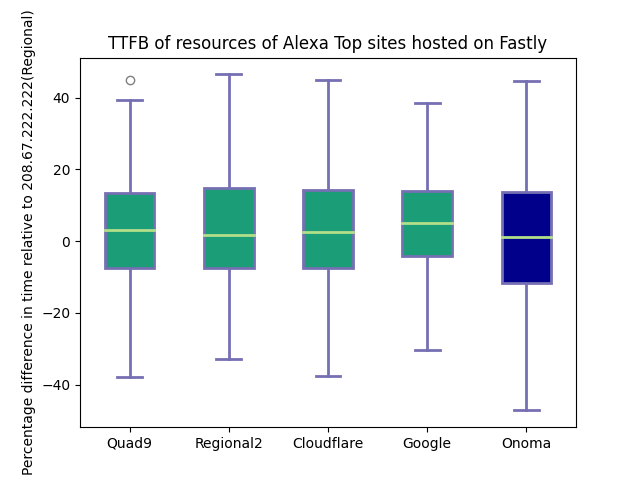 TTFB of resources of Alexa Top sites hosted on Fastly
Percentage difference in time relative to 208.67.222.222(Regional)
40
20
0
−20
−40
Quad9 Regional2 Cloudflare Google Onoma